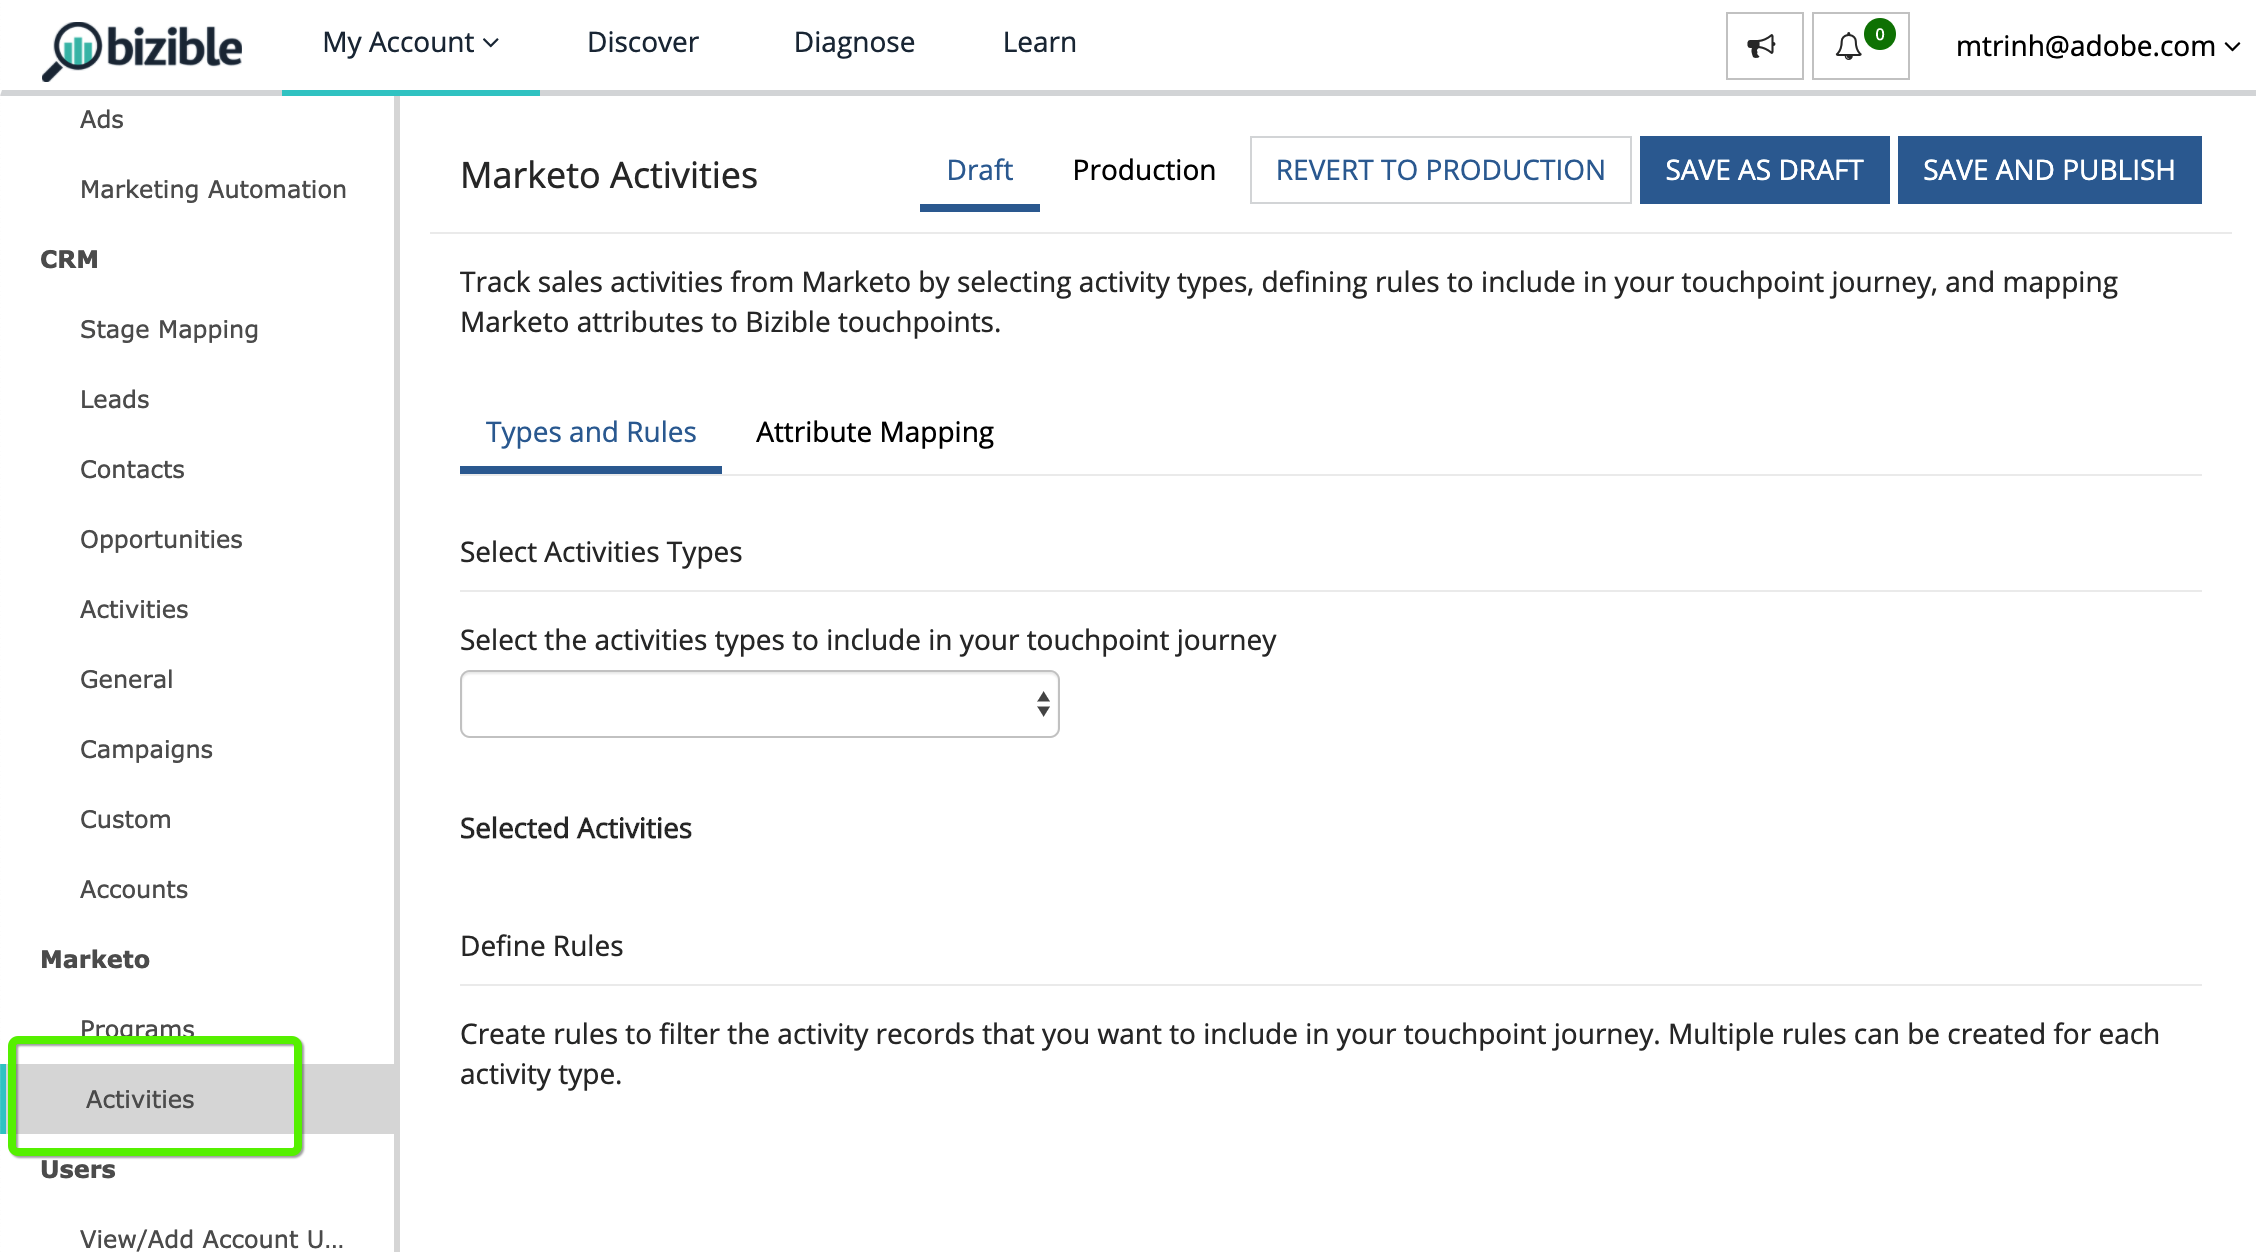 bizible
My Account
Discover
Diagnose
Learn
0
mtrinh@adobe.com
Ads
Marketing Automation
CRM
Stage Mapping
Leads
Contacts
Opportunities
Activities
General
Campaigns
Custom
Accounts
Marketo
Programs
Activities
Users
View/Add Account U...
Marketo Activities
Draft
Production
REVERT TO PRODUCTION
SAVE AS DRAFT
SAVE AND PUBLISH
Track sales activities from Marketo by selecting activity types, defining rules to include in your touchpoint journey, and mapping
Marketo attributes to Bizible touchpoints.
Types and Rules
Attribute Mapping
Select Activities Types
Select the activities types to include in your touchpoint journey
Selected Activities
Define Rules
Create rules to filter the activity records that you want to include in your touchpoint journey. Multiple rules can be created for each
activity type.